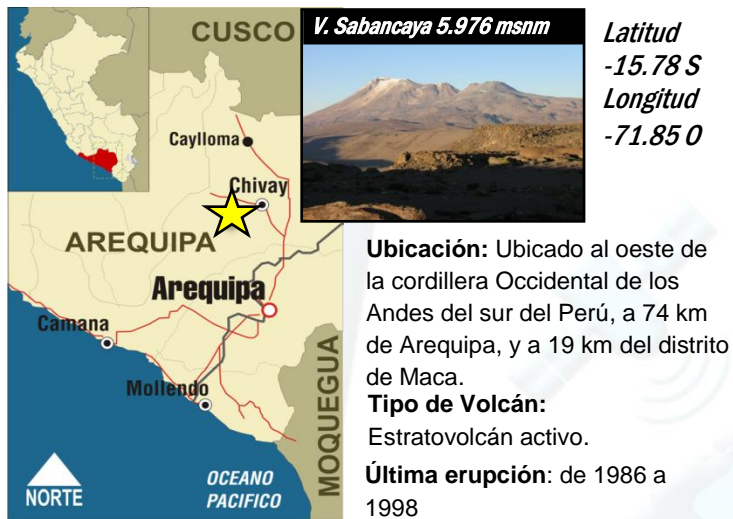 CUSCO
Caylloma
Chivay
AREQUIPA
Arequipa
Camana
Mollendo
MOQUEGUA
OCEANO
PACIFICO
NORTE
V. Sabancaya 5.976 msnm
Latitud
-15.78 S
Longitud
-71.85 O
Ubicación: Ubicado al oeste de
la cordillera Occidental de los
Andes del sur del Perú, a 74 km
de Arequipa, y a 19 km del distrito
de Maca.
Tipo de Volcán:
Estratovolcán activo.
Última erupción: de 1986 a
1998